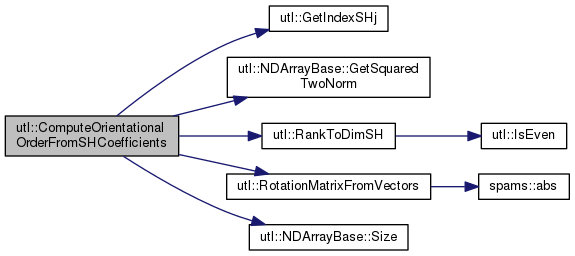 utl::GetIndexSHj
utl::NDArrayBase::GetSquared
TwoNorm
utl::ComputeOrientational
OrderFromSHCoefficients
utl::RankToDimSH
utl::IsEven
utl::RotationMatrixFromVectors
spams::abs
utl::NDArrayBase::Size